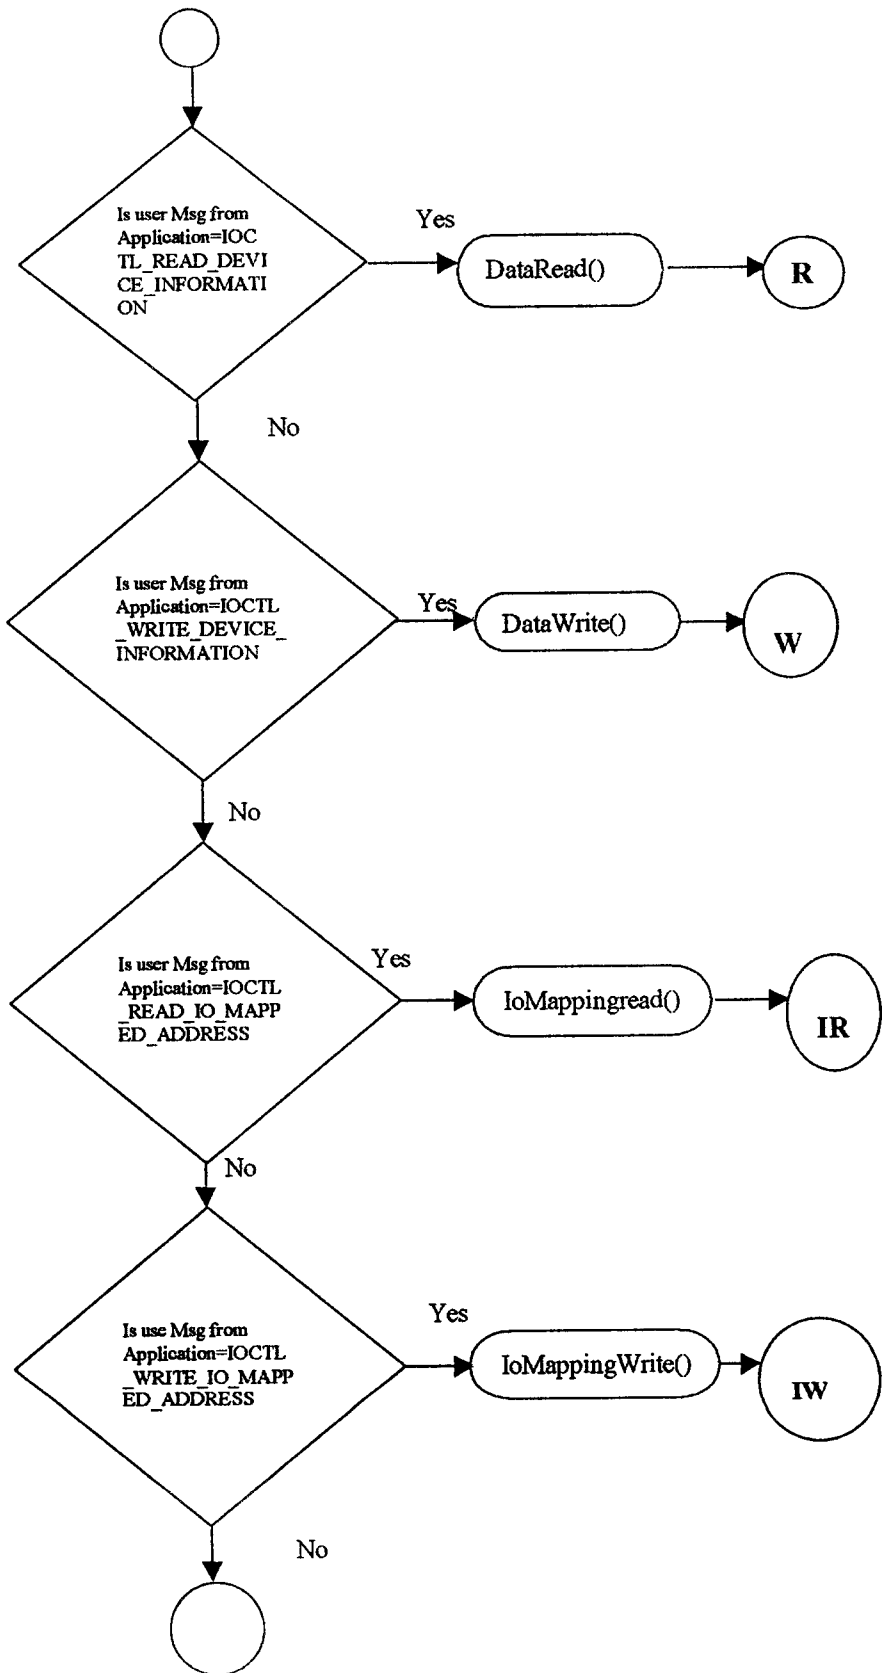 Is user Msg from
Application=IOC
TL_READ_DEVI
CE_INFORMATI
ON
Yes
DataRead()
R
No
Is user Msg from
Application=IOCTL
_WRITE_DEVICE_
INFORMATION
Yes
DataWrite()
W
No
Is user Msg from
Application=IOCTL
_READ_IO_MAPP
ED_ADDRESS
Yes
IoMappingread()
IR
No
Is use Msg from
Application=IOCTL
_WRITE_IO_MAPP
ED_ADDRESS
Yes
IoMappingWrite()
IW
No